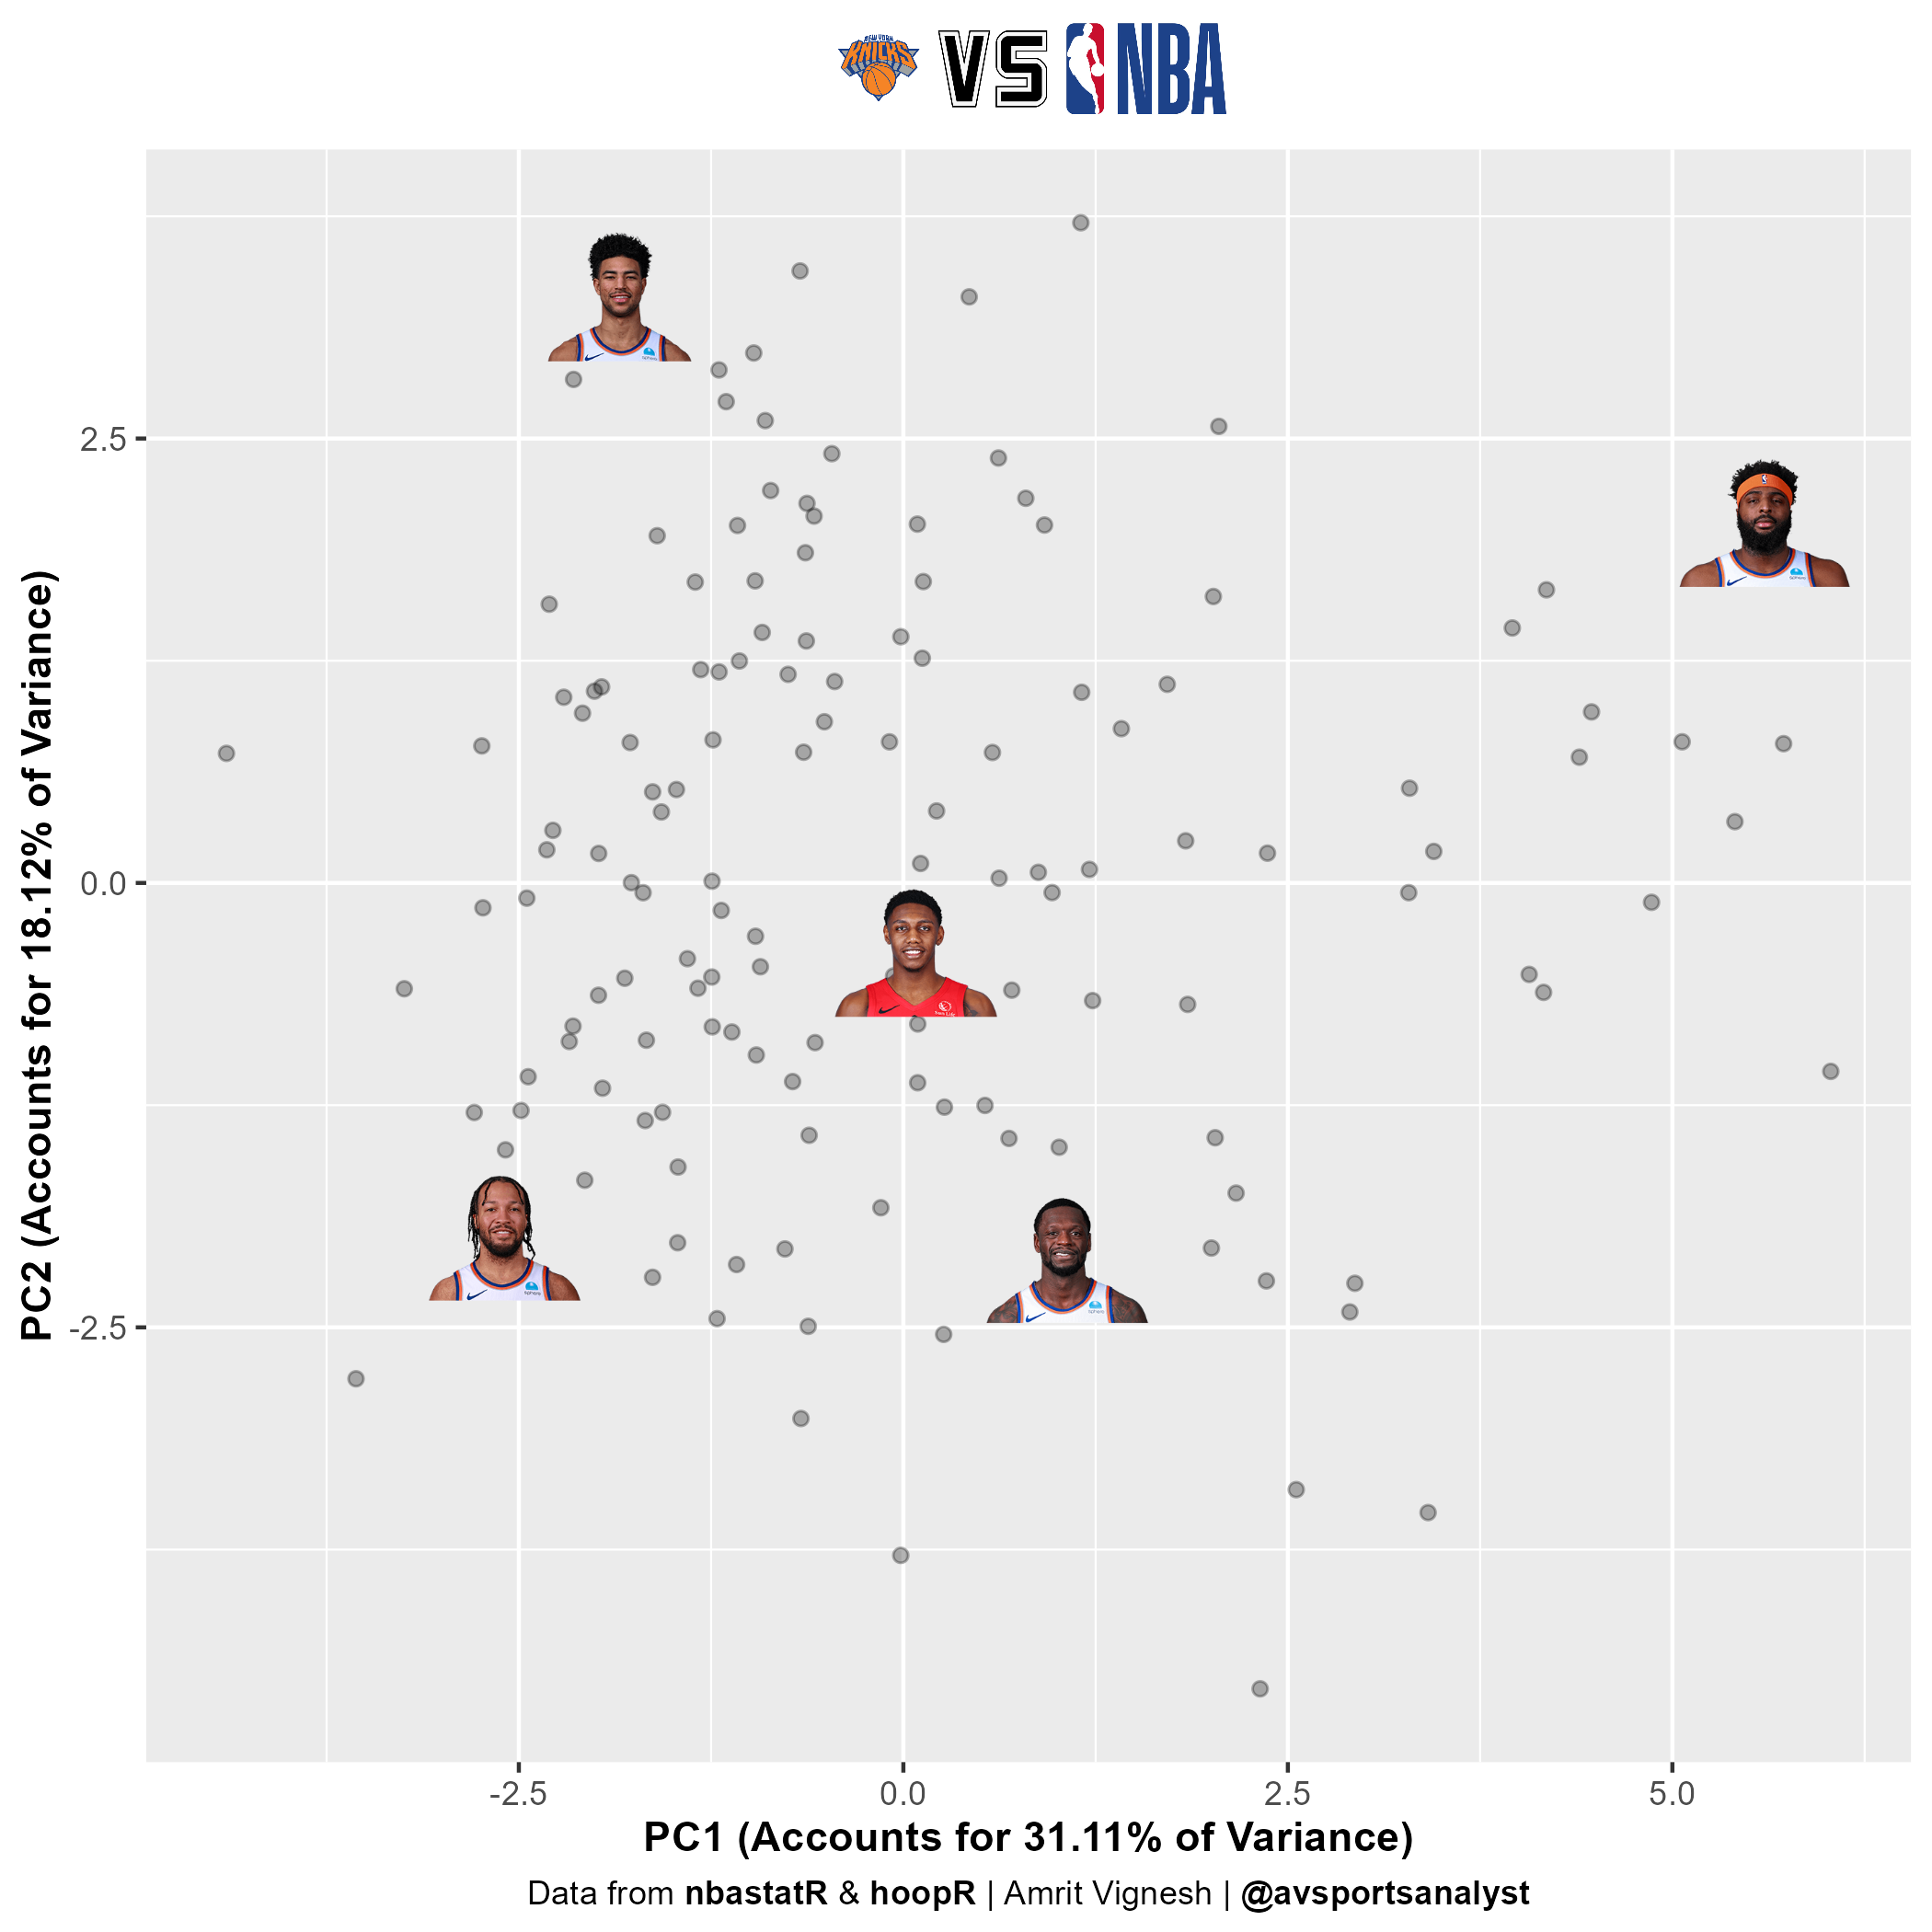 NEW YORK
KNICKS
VS
NBA
PC2 (Accounts for 18.12% of Variance)
2.5
0.0
-2.5
-2.5
0.0
2.5
5.0
PC1 (Accounts for 31.11% of Variance)
Data from nbastatR & hoopR | Amrit Vignesh | @avsportsanalyst